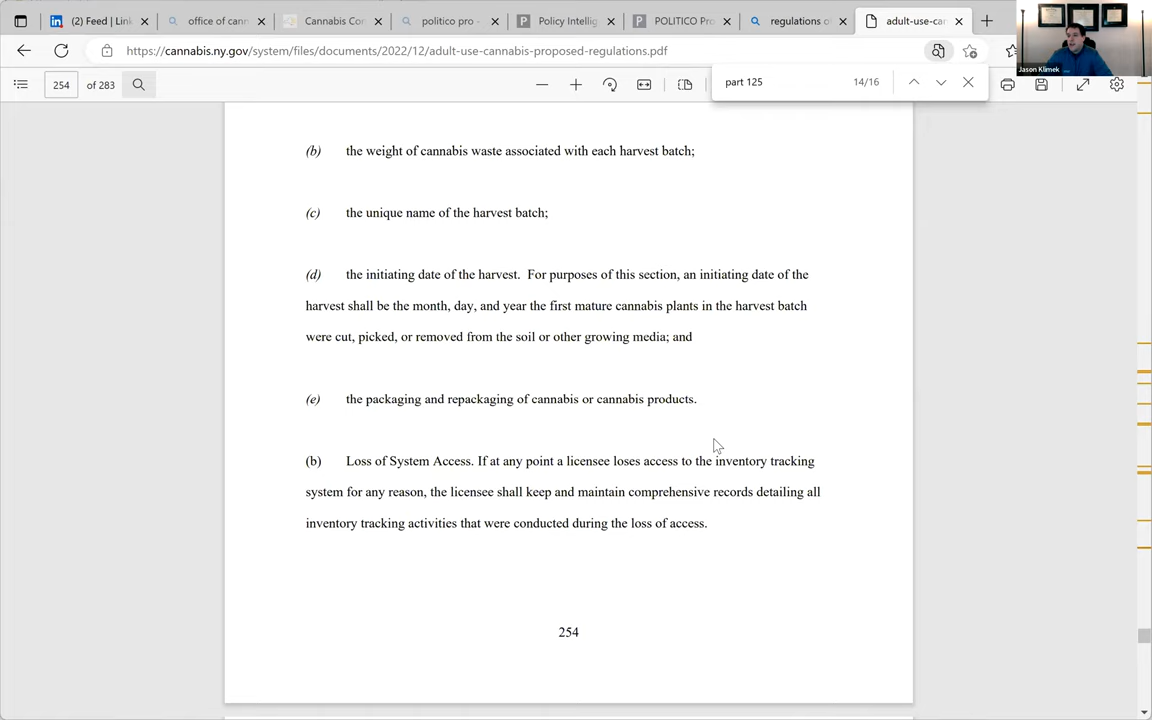 (2) Feed | Link
office of cann
Cannabis Con
politico pro -
Policy Intellig
POLITICO Pro
regulations o
adult-use-can
https://cannabis.ny.gov/system/files/documents/2022/12/adult-use-cannabis-proposed-regulations.pdf
Jason Klimek
254 of 283
part 125 14/16
(b) the weight of cannabis waste associated with each harvest batch;
(c) the unique name of the harvest batch;
(d) the initiating date of the harvest. For purposes of this section, an initiating date of the
harvest shall be the month, day, and year the first mature cannabis plants in the harvest batch
were cut, picked, or removed from the soil or other growing media; and
(e) the packaging and repackaging of cannabis or cannabis products.
(b) Loss of System Access. If at any point a licensee loses access to the inventory tracking
system for any reason, the licensee shall keep and maintain comprehensive records detailing all
inventory tracking activities that were conducted during the loss of access.
254